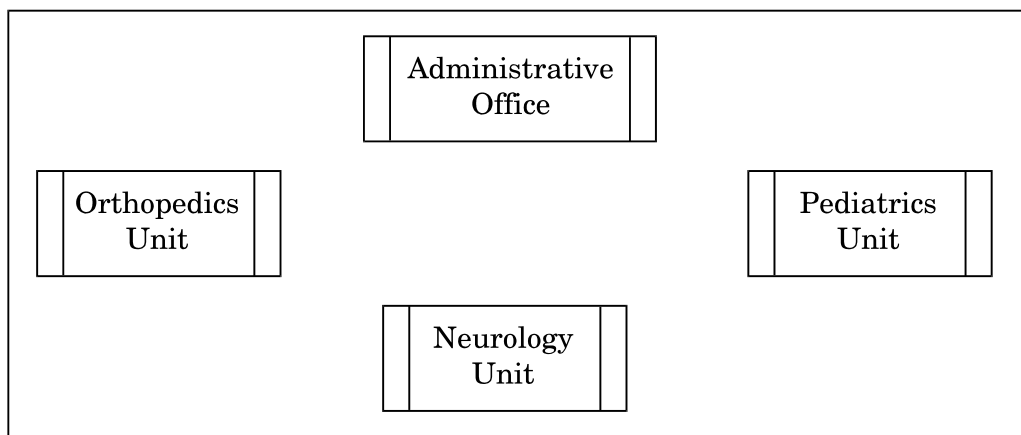 Administrative
Office
Orthopedics
Unit
Pediatrics
Unit
Neurology
Unit